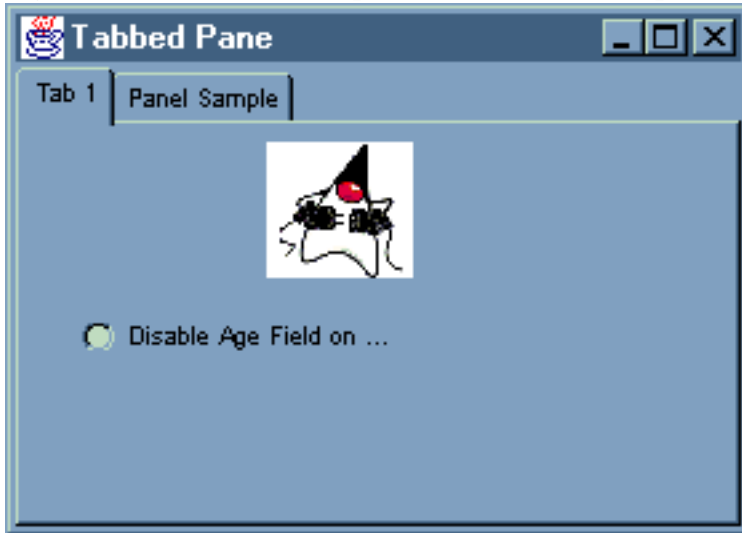 Tabbed Pane
Tab 1
Panel Sample
Disable Age Field on ...